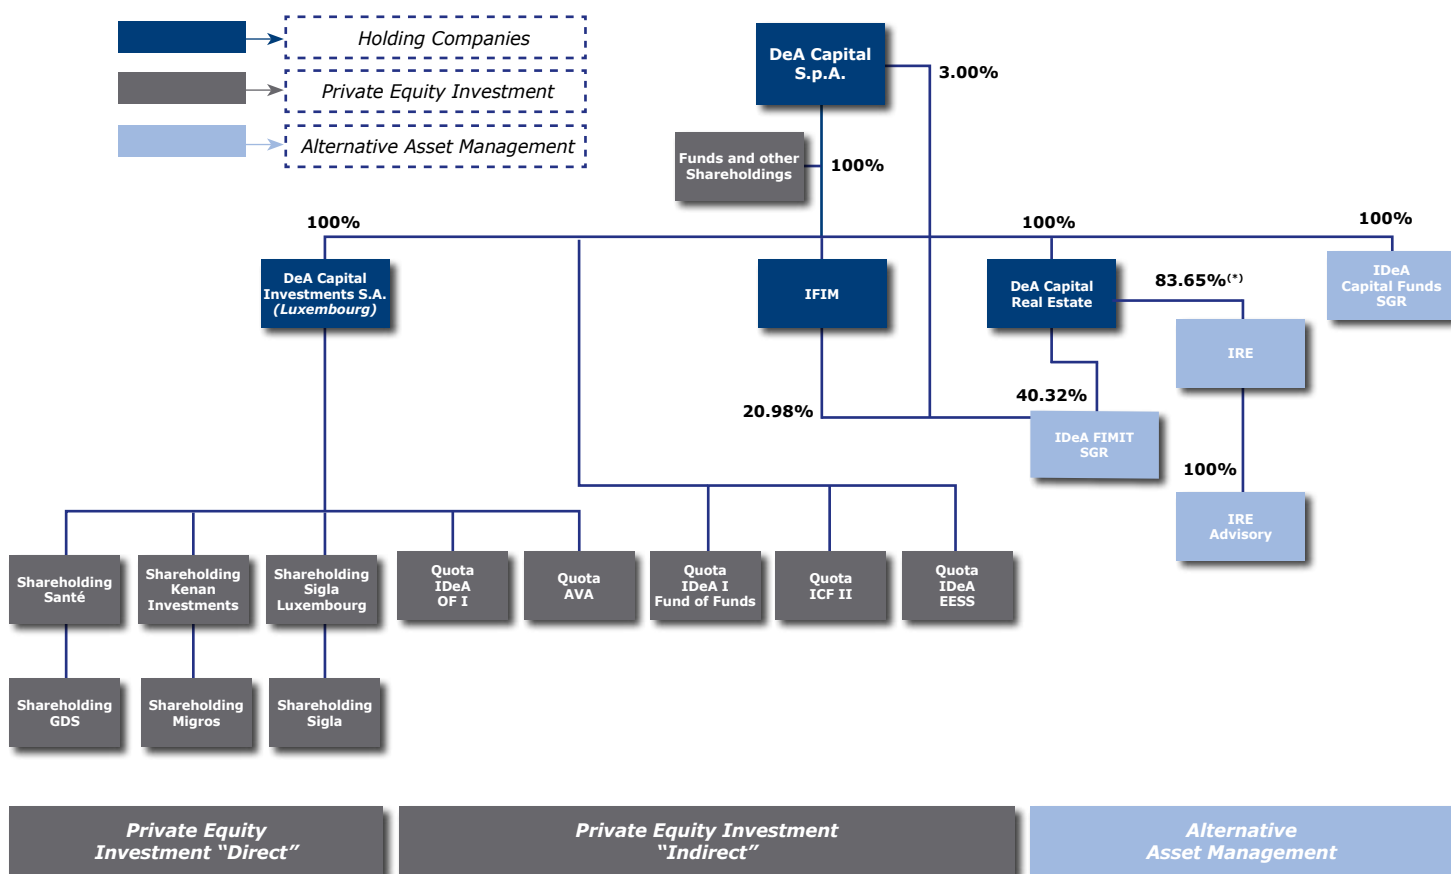 Holding Companies
Private Equity Investment
Alternative Asset Management
DeA Capital
S.p.A.
3.00%
Funds and other
Shareholdings
100%
100%
100%
100%
DeA Capital
Investments S.A.
(Luxembourg)
IFIM
DeA Capital
Real Estate
83.65%(*)
IDeA
Capital Funds
SGR
IRE
20.98%
40.32%
IDeA FIMIT
SGR
100%
IRE
Advisory
Shareholding
Santé
Shareholding
Kenan
Investments
Shareholding
Sigla
Luxembourg
Quota
IDeA
OF I
Quota
AVA
Quota
IDeA I
Fund of Funds
Quota
ICF II
Quota
IDeA
EESS
Shareholding
GDS
Shareholding
Migros
Shareholding
Sigla
Private Equity
Investment “Direct”
Private Equity Investment
“Indirect”
Alternative
Asset Management